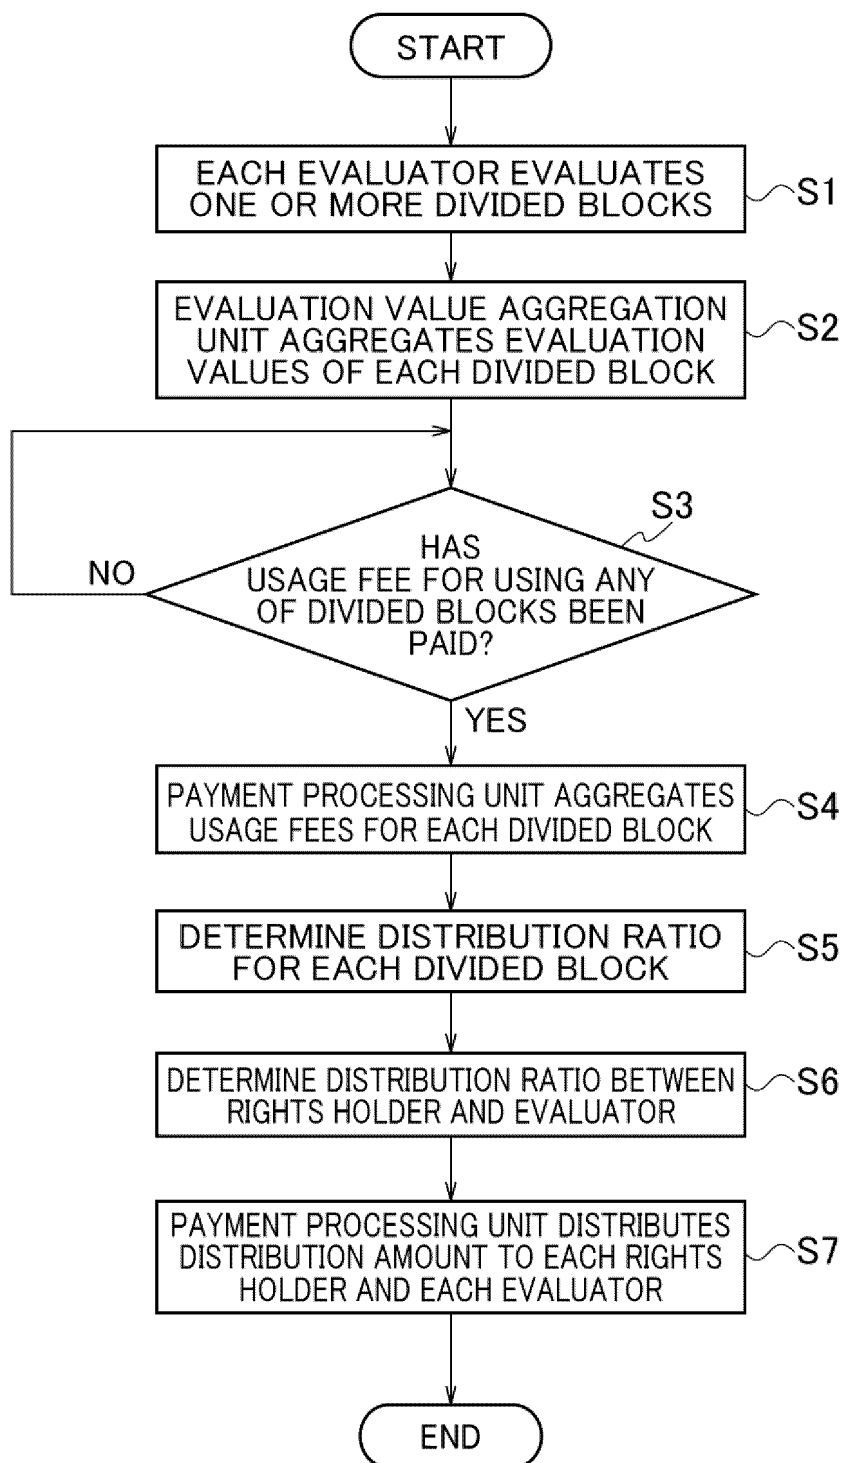 START
EACH EVALUATOR EVALUATES
ONE OR MORE DIVIDED BLOCKS
S1
EVALUATION VALUE AGGREGATION
UNIT AGGREGATES EVALUATION
VALUES OF EACH DIVIDED BLOCK
S2
S3
HAS
USAGE FEE FOR USING ANY
OF DIVIDED BLOCKS BEEN
PAID?
NO
YES
PAYMENT PROCESSING UNIT AGGREGATES
USAGE FEES FOR EACH DIVIDED BLOCK
S4
DETERMINE DISTRIBUTION RATIO
FOR EACH DIVIDED BLOCK
S5
DETERMINE DISTRIBUTION RATIO BETWEEN
RIGHTS HOLDER AND EVALUATOR
S6
PAYMENT PROCESSING UNIT DISTRIBUTES
DISTRIBUTION AMOUNT TO EACH RIGHTS
HOLDER AND EACH EVALUATOR
S7
END